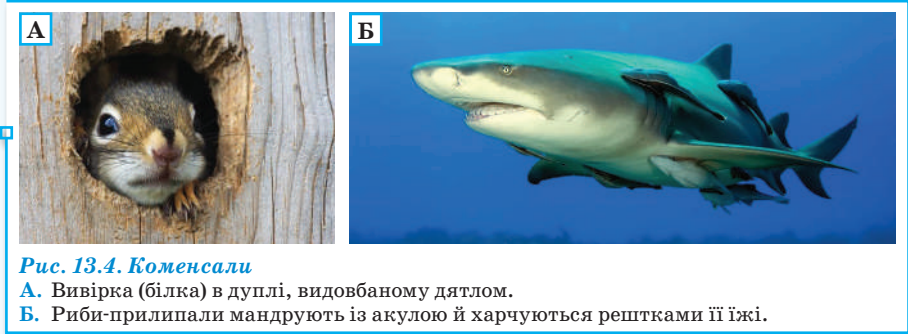 А
Б
Рис. 13.4. Коменсали
А. Вивірка (білка) в дуплі, видовбаному дятлом.
Б. Риби-прилипали мандрують із акулою й харчуються рештками її їжі.